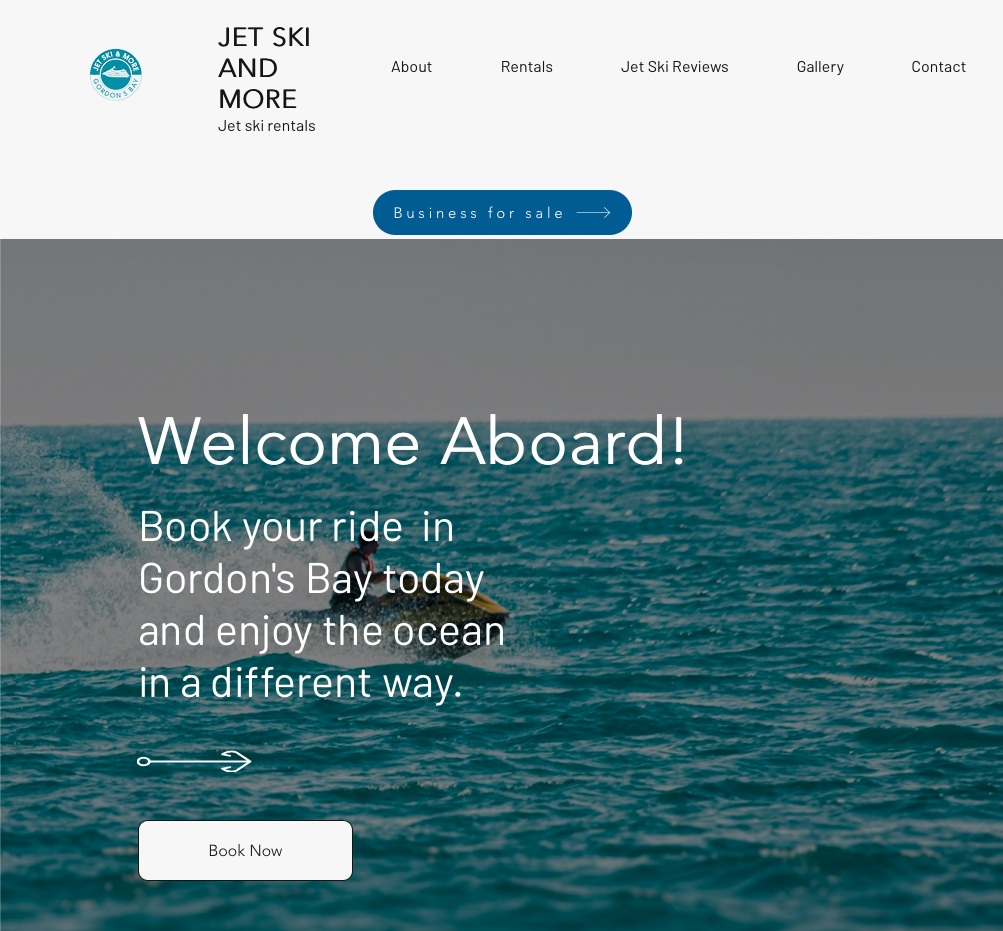 JET SKI & MORE
GORDON'S BAY
JET SKI
AND
MORE
Jet ski rentals
About
Rentals
Jet Ski Reviews
Gallery
Contact
Business for sale
Welcome Aboard!
Book your ride  in
Gordon's Bay today
and enjoy the ocean
in a different way.
Book Now